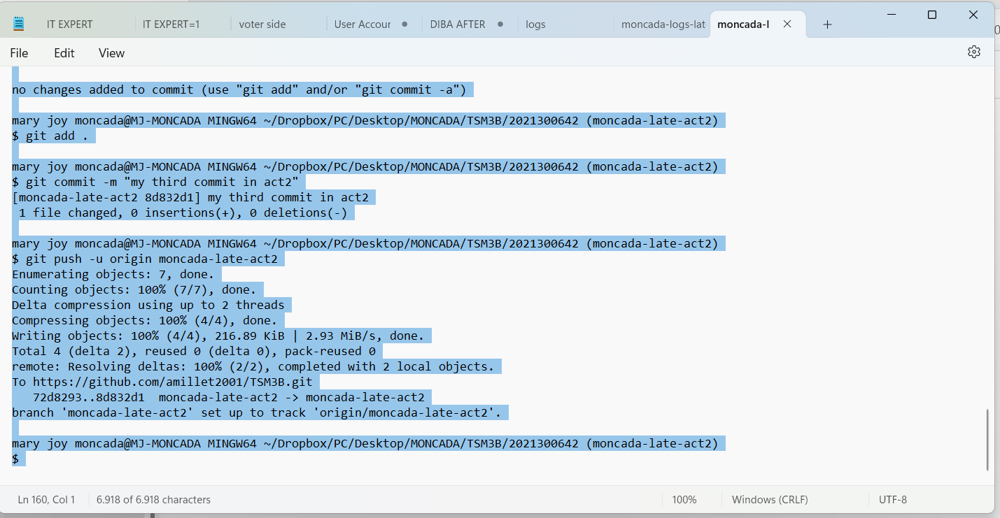 IT EXPERT
IT EXPERT=1
voter side
User Accour
DIBA AFTER
logs
moncada-logs-lat
moncada-l
File
Edit
View
no changes added to commit (use "git add" and/or "git commit -a")
mary joy moncada@MJ-MONCADA MINGW64 ~/Dropbox/PC/Desktop/MONCADA/TSM3B/2021300642 (moncada-late-act2)
$ git add .
mary joy moncada@MJ-MONCADA MINGW64 ~/Dropbox/PC/Desktop/MONCADA/TSM3B/2021300642 (moncada-late-act2)
$ git commit -m "my third commit in act2"
[moncada-late-act2 8d832d1] my third commit in act2
1 file changed, 0 insertions(+), 0 deletions(-)
mary joy moncada@MJ-MONCADA MINGW64 ~/Dropbox/PC/Desktop/MONCADA/TSM3B/2021300642 (moncada-late-act2)
$ git push -u origin moncada-late-act2
Enumerating objects: 7, done.
Counting objects: 100% (7/7), done.
Delta compression using up to 2 threads
Compressing objects: 100% (4/4), done.
Writing objects: 100% (4/4), 216.89 KiB | 2.93 MiB/s, done.
Total 4 (delta 2), reused 0 (delta 0), pack-reused 0
remote: Resolving deltas: 100% (2/2), completed with 2 local objects.
To https://github.com/amillet2001/TSM3B.git
72d8293..8d832d1  moncada-late-act2 -> moncada-late-act2
branch 'moncada-late-act2' set up to track 'origin/moncada-late-act2'.
mary joy moncada@MJ-MONCADA MINGW64 ~/Dropbox/PC/Desktop/MONCADA/TSM3B/2021300642 (moncada-late-act2)
$
Ln 160, Col 1
6.918 of 6.918 characters
100%
Windows (CRLF)
UTF-8